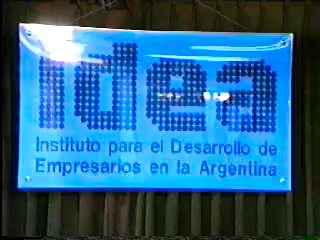 idea
Instituto para el Desarrollo de
Empresarios en la Argentina